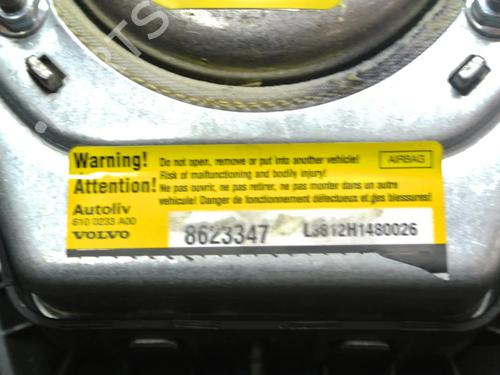 Warning! Do not open, remove or put into another vehicle! AIRBAG
Risk of malfunctioning and bodily injury!
Attention! Ne pas ouvrir, ne pas retirer, ne pas monter dans un autre
véhicule! Danger de fonctionnement défectueux et des blessures!
Autoliv
610 0233 A00
VOLVO 8623347 L3812H1480026